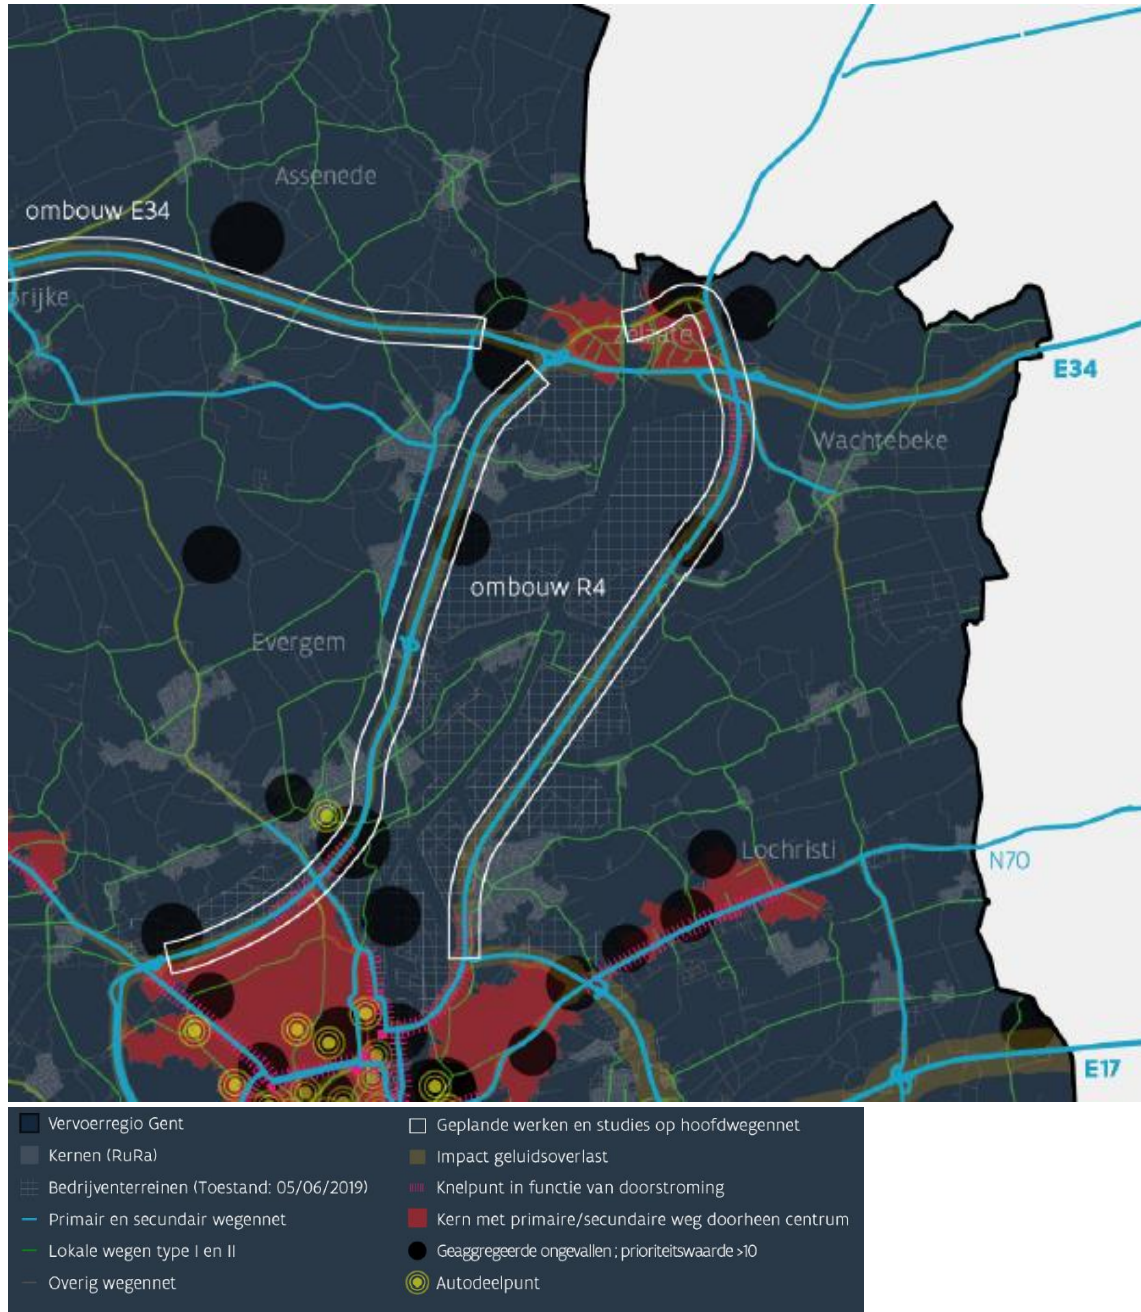 Assenede
ombouw E34
prijke
Zelzate
E34
Wachtebeke
ombouw R4
Evergem
Lochristi
N70
E17
Vervoerregio Gent
Kernen (RuRa)
Bedrijventerreinen (Toestand: 05/06/2019)
Primair en secundair wegennet
Lokale wegen type I en II
Overig wegennet
Geplande werken en studies op hoofdwegennet
Impact geluidsoverlast
Knelpunt in functie van doorstroming
Kern met primaire/secundaire weg doorheen centrum
Geaggregeerde ongevallen ; prioriteitswaarde >10
Autodeelpunt